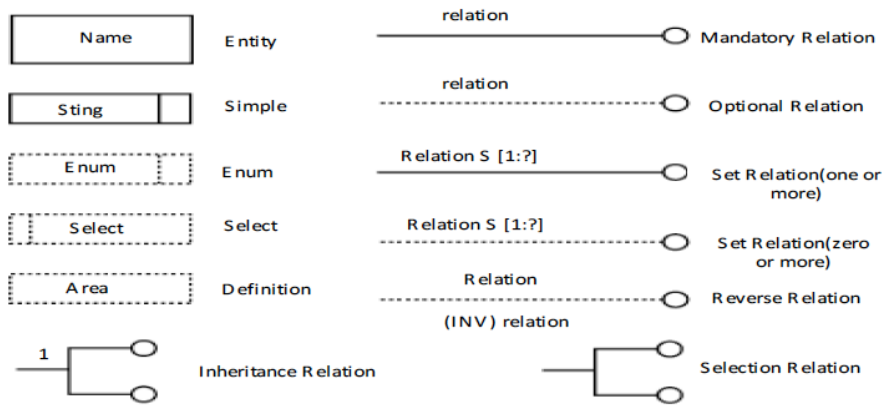 Name
Entity
relation
Mandatory Relation
Sting
Simple
relation
Optional Relation
Enum
Enum
Relation S [1:?]
Set Relation(one or
more)
Select
Select
Relation S [1:?]
Set Relation(zero
or more)
Area
Definition
Relation
(INV) relation
Reverse Relation
1
Inheritance Relation
Selection Relation